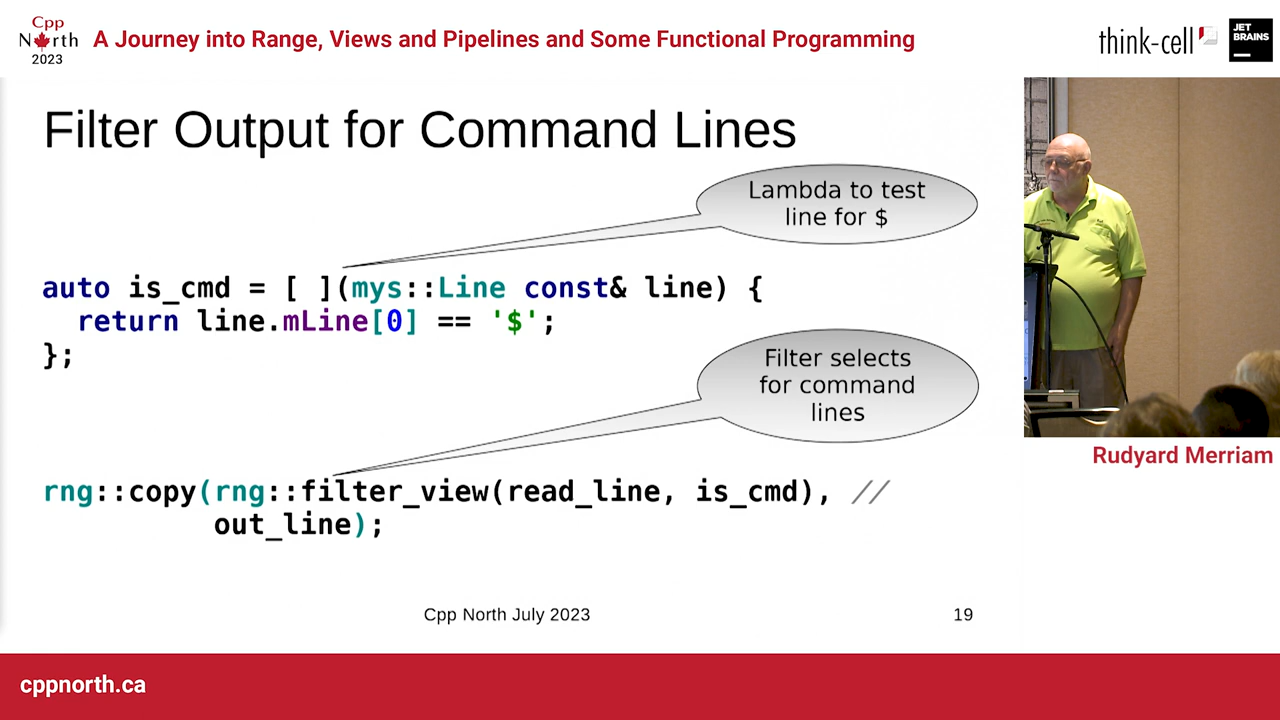 Cpp
North
2023
A Journey into Range, Views and Pipelines and Some Functional Programming
think-cell
JET
BRAINS
Filter Output for Command Lines
Lambda to test
line for $
auto is_cmd = [ ](mys::Line const& line) {
return line.mLine[0] == '$';
};
Filter selects
for command
lines
rng::copy(rng::filter_view(read_line, is_cmd), //
out_line);
Cpp North July 2023
19
Rudyard Merriam
cppnorth.ca